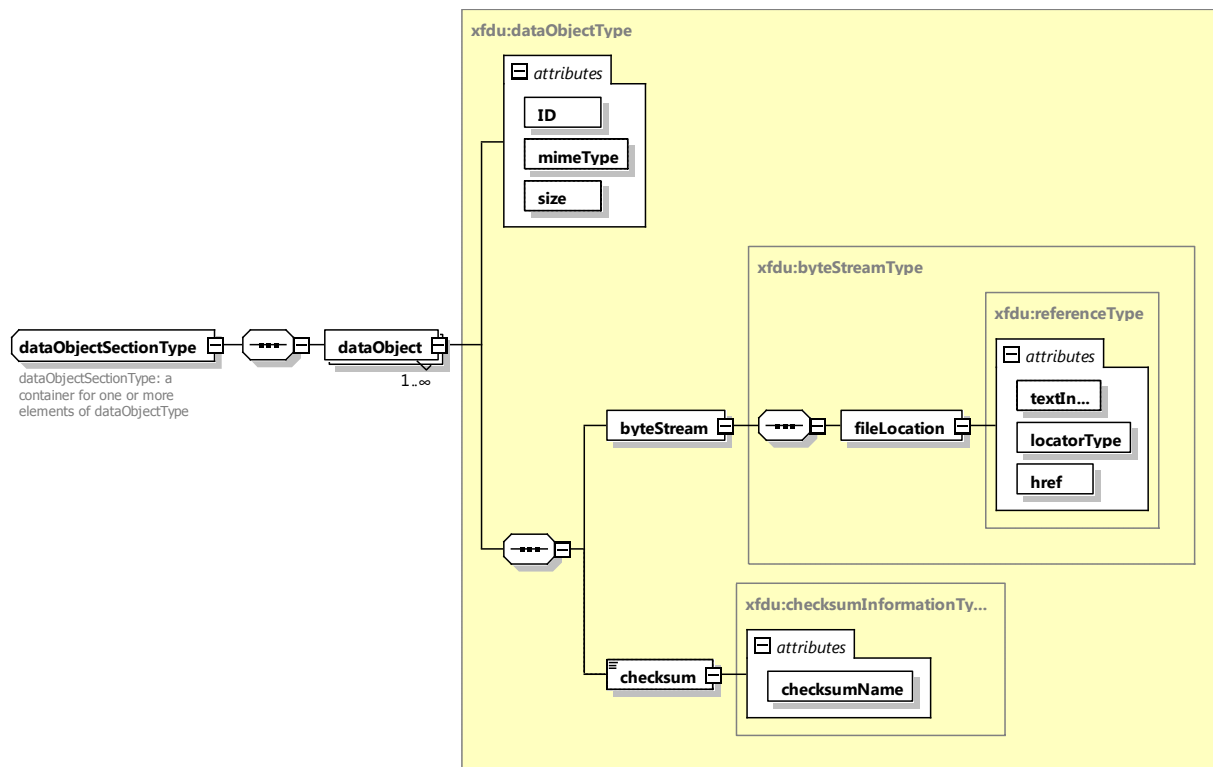 xfdu:dataObjectType
attributes
ID
mimeType
size
xfdu:byteStreamType
xfdu:referenceType
attributes
textIn...
locatorType
href
dataObjectSectionType
dataObject
1..∞
dataObjectSectionType: a
container for one or more
elements of dataObjectType
byteStream
fileLocation
xfdu:checksumInformationTy...
attributes
checksum
checksumName